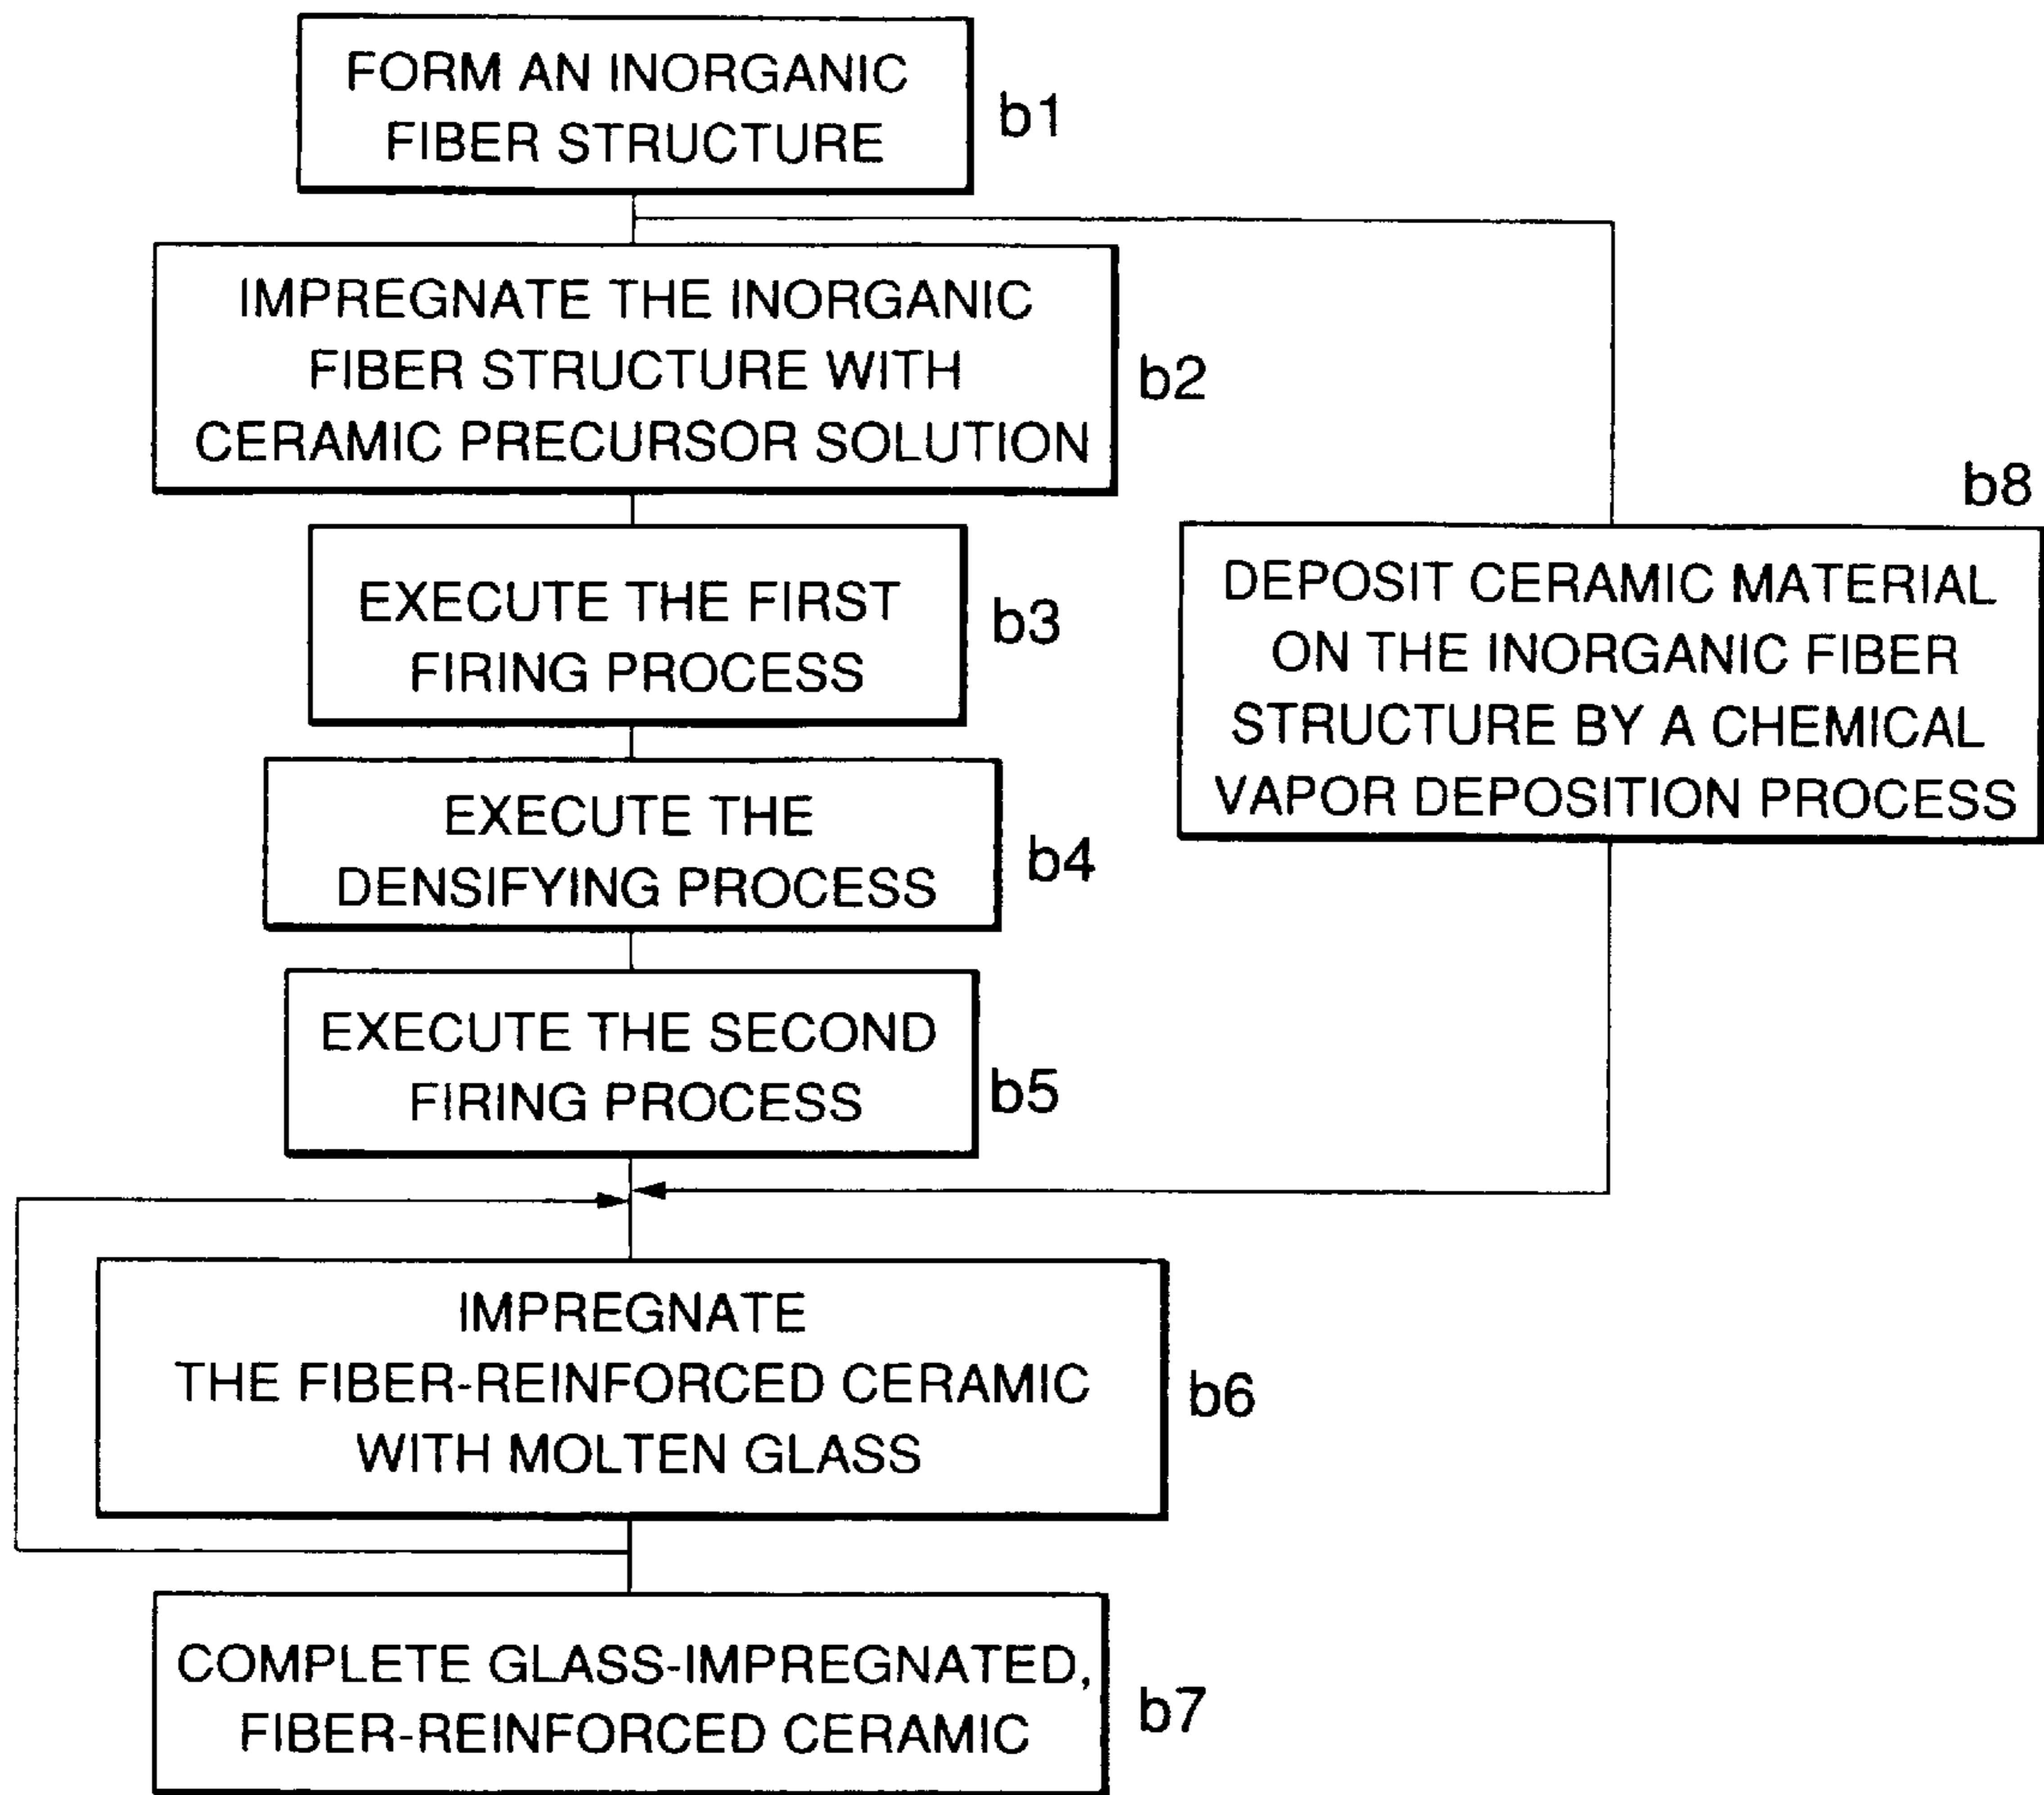 FORM AN INORGANIC
FIBER STRUCTURE
b1
IMPREGNATE THE INORGANIC
FIBER STRUCTURE WITH
CERAMIC PRECURSOR SOLUTION
b2
EXECUTE THE FIRST
FIRING PROCESS
b3
EXECUTE THE
DENSIFYING PROCESS
b4
EXECUTE THE SECOND
FIRING PROCESS
b5
b8
DEPOSIT CERAMIC MATERIAL
ON THE INORGANIC FIBER
STRUCTURE BY A CHEMICAL
VAPOR DEPOSITION PROCESS
IMPREGNATE
THE FIBER-REINFORCED CERAMIC
WITH MOLTEN GLASS
b6
COMPLETE GLASS-IMPREGNATED,
FIBER-REINFORCED CERAMIC
b7